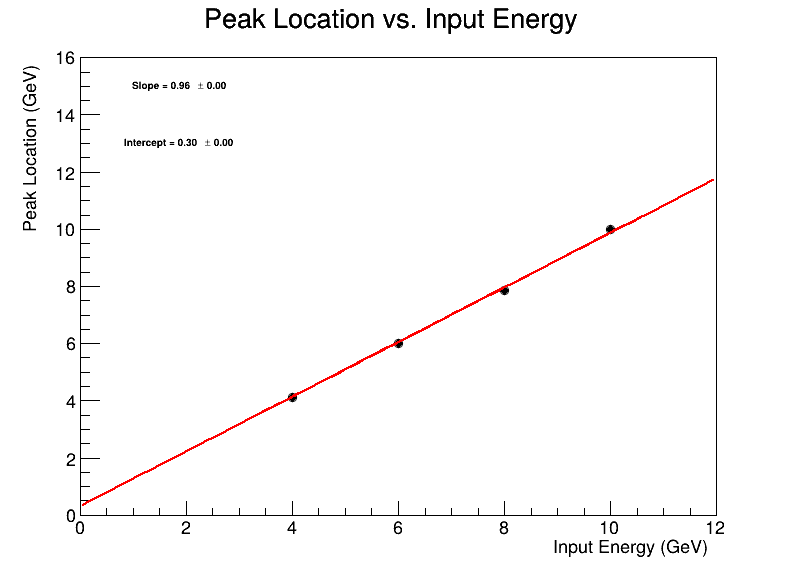 Peak Location vs. Input Energy
Peak Location (GeV)
16
14
12
10
8
6
4
2
0
Slope = 0.96 ± 0.00
Intercept = 0.30 ± 0.00
0 2 4 6 8 10 12
Input Energy (GeV)